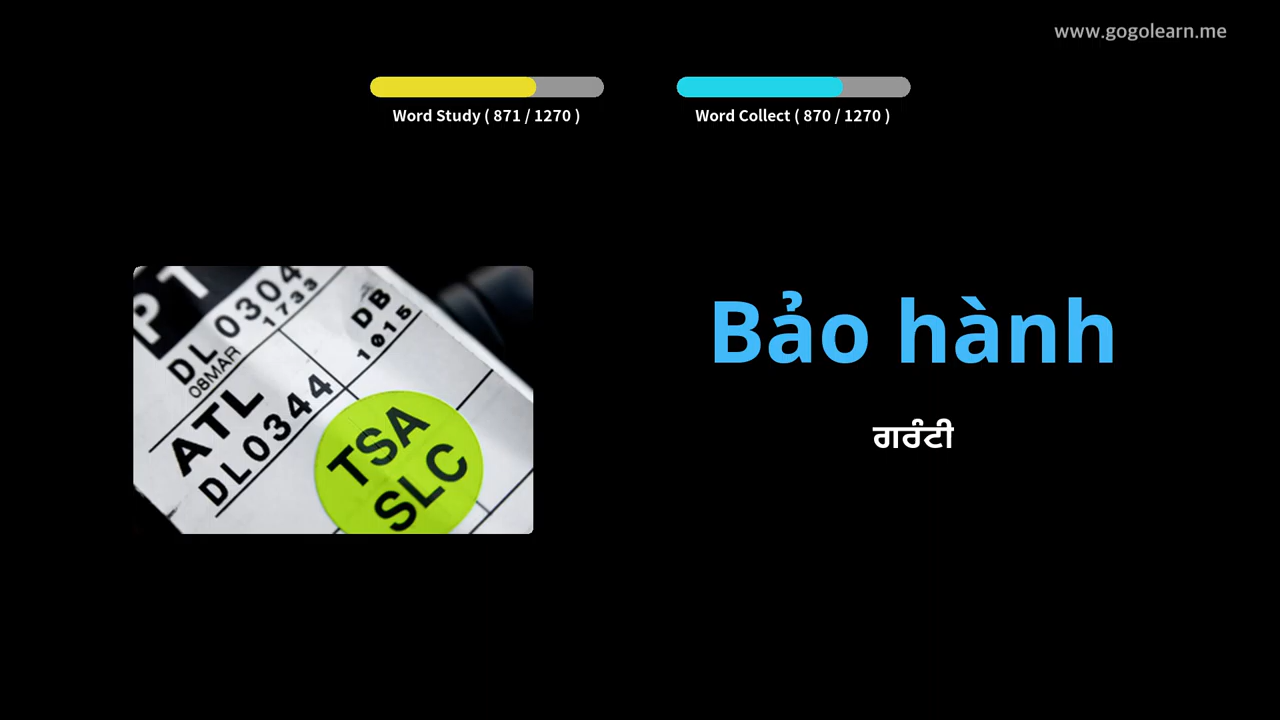 www.gogolearn.me
Word Study ( 871 / 1270 )
Word Collect ( 870 / 1270 )
P1
DL0304
1733
08MAR
DB
1015
ATL
DL0344
TSA
SLC
Bảo hành
ਗਰੰਟੀ